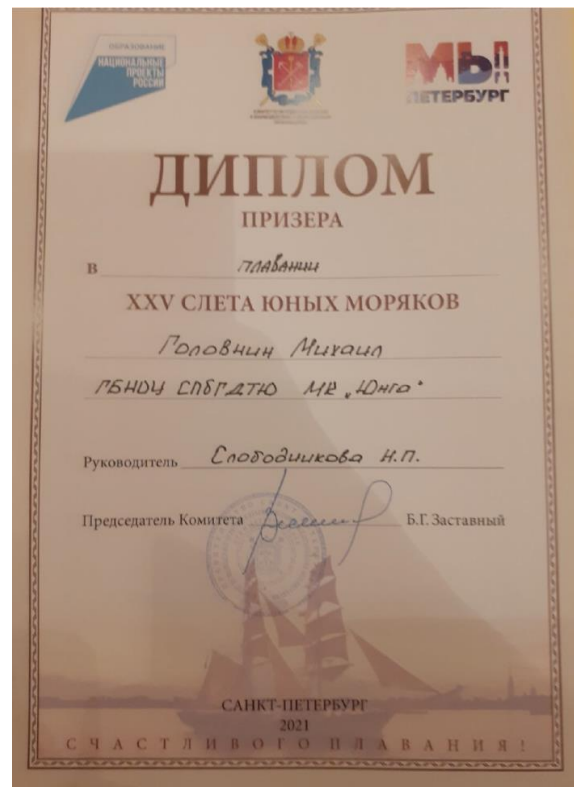 ОБРАЗОВАНИЕ
НАЦИОНАЛЬНЫЕ
ПРОЕКТЫ
РОССИИ
МЫ
ПЕТЕРБУРГ
ДИПЛОМ
ПРИЗЕРА
в плавании
XXV СЛЕТА ЮНЫХ МОРЯКОВ
Головнин Михаил
ГБНОУ СПБГДТЮ МК „Юнга"
Руководитель Слободчикова Н.П.
Председатель Комитета Б.Г. Заставный
САНКТ-ПЕТЕРБУРГ
2021
СЧАСТЛИВОГО ПЛАВАНИЯ!